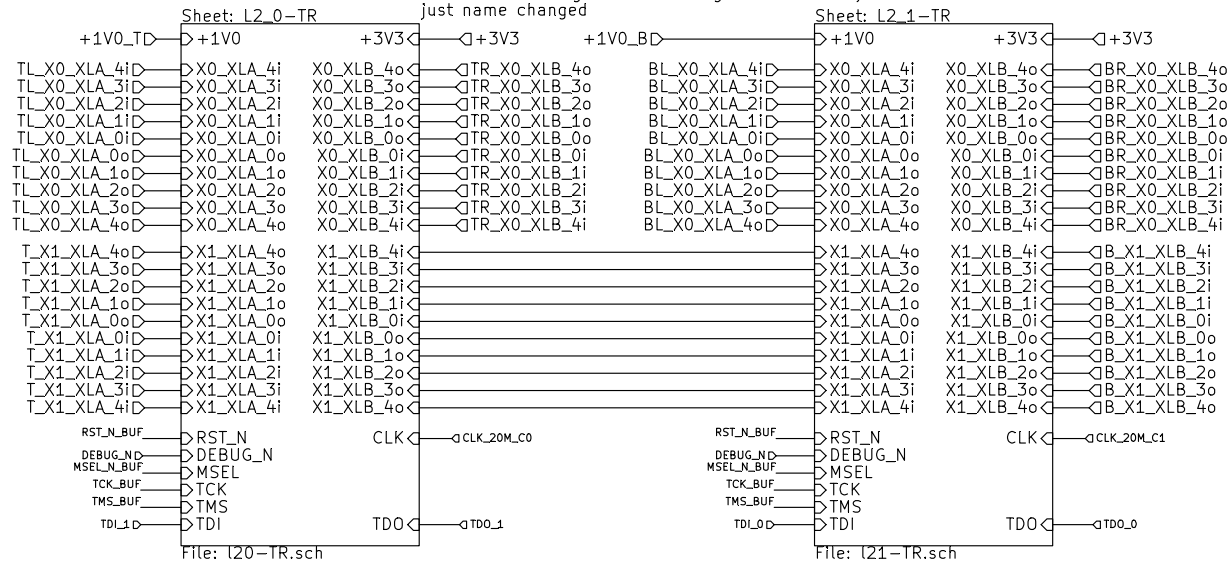 just name changed
Sheet: L2_0-TR
Sheet: L2_1-TR
+1V0_T +1V0 +3V3 +3V3 +1V0_B +1V0 +3V3 +3V3
TL_X0_XLA_4i X0_XLA_4i X0_XLB_4o TR_X0_XLB_4o BL_X0_XLA_4i X0_XLA_4i X0_XLB_4o BR_X0_XLB_4o
TL_X0_XLA_3i X0_XLA_3i X0_XLB_3o TR_X0_XLB_3o BL_X0_XLA_3i X0_XLA_3i X0_XLB_3o BR_X0_XLB_3o
TL_X0_XLA_2i X0_XLA_2i X0_XLB_2o TR_X0_XLB_2o BL_X0_XLA_2i X0_XLA_2i X0_XLB_2o BR_X0_XLB_2o
TL_X0_XLA_1i X0_XLA_1i X0_XLB_1o TR_X0_XLB_1o BL_X0_XLA_1i X0_XLA_1i X0_XLB_1o BR_X0_XLB_1o
TL_X0_XLA_0i X0_XLA_0i X0_XLB_0o TR_X0_XLB_0o BL_X0_XLA_0i X0_XLA_0i X0_XLB_0o BR_X0_XLB_0o
TL_X0_XLA_0o X0_XLA_0o X0_XLB_0i TR_X0_XLB_0i BL_X0_XLA_0o X0_XLA_0o X0_XLB_0i BR_X0_XLB_0i
TL_X0_XLA_1o X0_XLA_1o X0_XLB_1i TR_X0_XLB_1i BL_X0_XLA_1o X0_XLA_1o X0_XLB_1i BR_X0_XLB_1i
TL_X0_XLA_2o X0_XLA_2o X0_XLB_2i TR_X0_XLB_2i BL_X0_XLA_2o X0_XLA_2o X0_XLB_2i BR_X0_XLB_2i
TL_X0_XLA_3o X0_XLA_3o X0_XLB_3i TR_X0_XLB_3i BL_X0_XLA_3o X0_XLA_3o X0_XLB_3i BR_X0_XLB_3i
TL_X0_XLA_4o X0_XLA_4o X0_XLB_4i TR_X0_XLB_4i BL_X0_XLA_4o X0_XLA_4o X0_XLB_4i BR_X0_XLB_4i
T_X1_XLA_4o X1_XLA_4o X1_XLB_4i X1_XLA_4o X1_XLB_4i B_X1_XLB_4i
T_X1_XLA_3o X1_XLA_3o X1_XLB_3i X1_XLA_3o X1_XLB_3i B_X1_XLB_3i
T_X1_XLA_2o X1_XLA_2o X1_XLB_2i X1_XLA_2o X1_XLB_2i B_X1_XLB_2i
T_X1_XLA_1o X1_XLA_1o X1_XLB_1i X1_XLA_1o X1_XLB_1i B_X1_XLB_1i
T_X1_XLA_0o X1_XLA_0o X1_XLB_0i X1_XLA_0o X1_XLB_0i B_X1_XLB_0i
T_X1_XLA_0i X1_XLA_0i X1_XLB_0o X1_XLA_0i X1_XLB_0o B_X1_XLB_0o
T_X1_XLA_1i X1_XLA_1i X1_XLB_1o X1_XLA_1i X1_XLB_1o B_X1_XLB_1o
T_X1_XLA_2i X1_XLA_2i X1_XLB_2o X1_XLA_2i X1_XLB_2o B_X1_XLB_2o
T_X1_XLA_3i X1_XLA_3i X1_XLB_3o X1_XLA_3i X1_XLB_3o B_X1_XLB_3o
T_X1_XLA_4i X1_XLA_4i X1_XLB_4o X1_XLA_4i X1_XLB_4o B_X1_XLB_4o
RST_N_BUF RST_N CLK CLK_20M_C0 RST_N_BUF RST_N CLK CLK_20M_C1
DEBUG_N DEBUG_N DEBUG_N DEBUG_N
MSEL_N_BUF MSEL MSEL_N_BUF MSEL
TCK_BUF TCK TCK_BUF TCK
TMS_BUF TMS TMS_BUF TMS
TDI_1 TDI TDO TDO_1 TDI_0 TDI TDO TDO_0
File: l20-TR.sch
File: l21-TR.sch